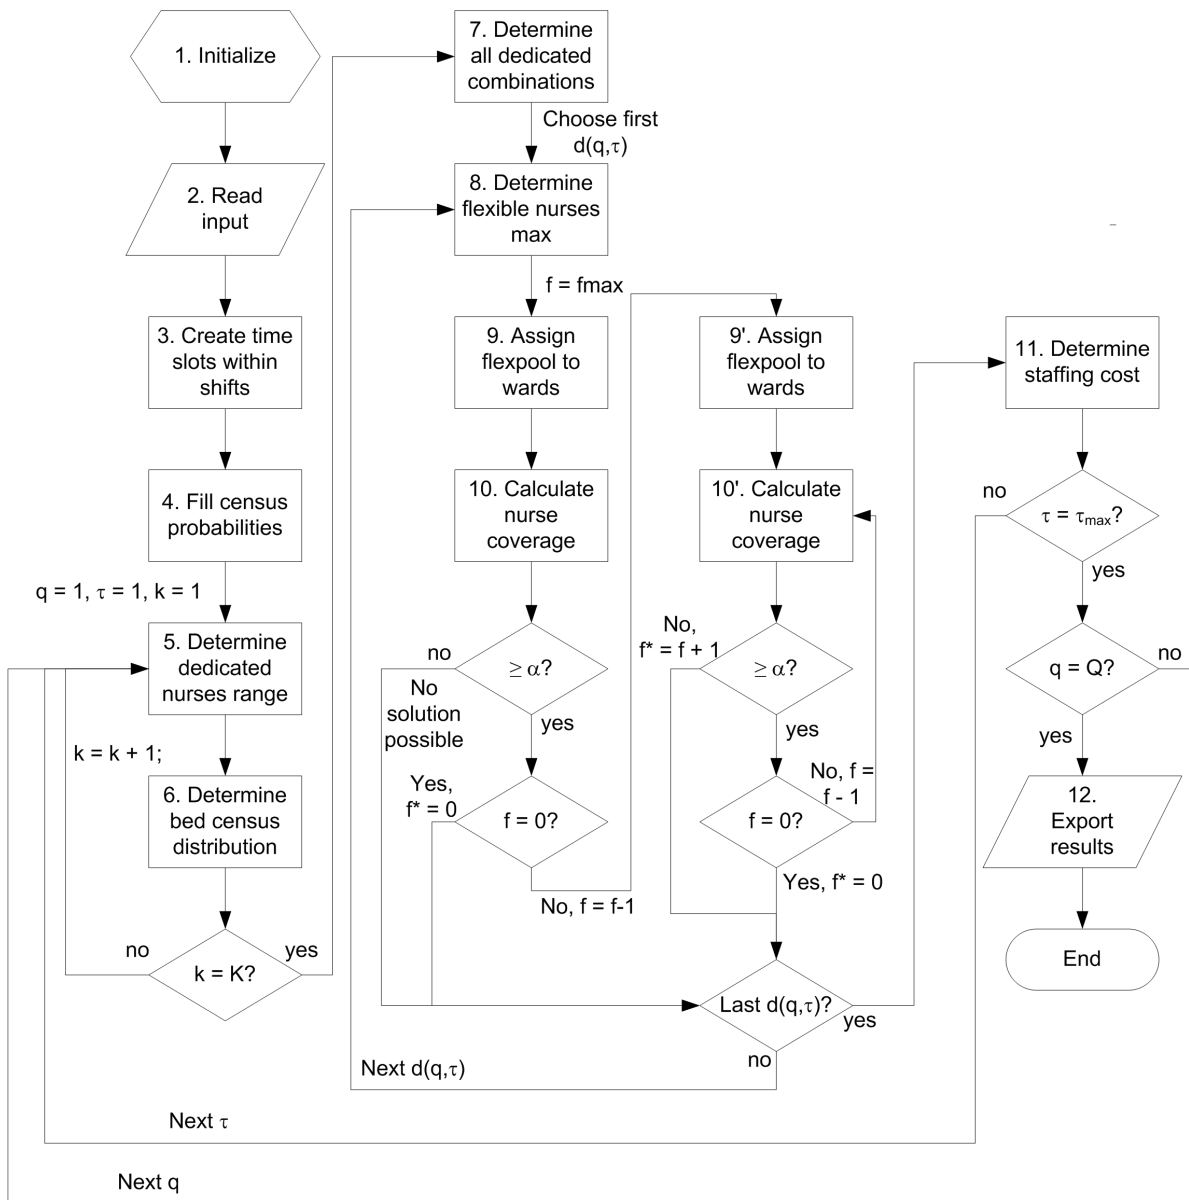 1. Initialize
2. Read
input
3. Create time
slots within
shifts
4. Fill census
probabilities
q = 1, τ = 1, k = 1
5. Determine
dedicated
nurses range
k = k + 1;
6. Determine
bed census
distribution
no
yes
k = K?
7. Determine
all dedicated
combinations
Choose first
d(q,τ)
8. Determine
flexible nurses
max
f = fmax
9. Assign
flexpool to
wards
10. Calculate
nurse
coverage
no
≥ α?
No
solution
possible
yes
Yes,
f* = 0
f = 0?
No, f = f-1
9'. Assign
flexpool to
wards
10'. Calculate
nurse
coverage
No,
f* = f + 1
≥ α?
yes
No, f =
f - 1
f = 0?
Yes, f* = 0
Last d(q,τ)?
yes
no
Next d(q,τ)
11. Determine
staffing cost
no
τ = τmax?
yes
q = Q?
no
yes
12.
Export
results
End
Next τ
Next q